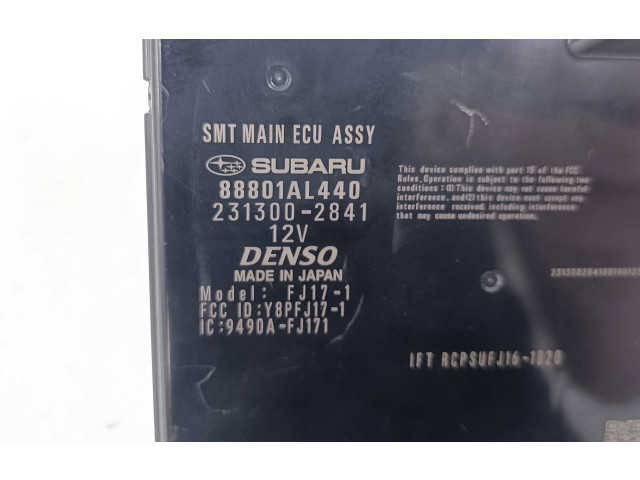 SMT MAIN ECU ASSY
SUBARU
88801AL440
231300-2841
12V
DENSO
MADE IN JAPAN
Model: FJ17-1
FCC ID:Y8PFJ17-1
IC:9490A-FJ171
This device complies with part 15 of the FCC
Rules. Operation is subject to the following two
conditions:(1)This device may not cause harmful
interference, and(2)this device must accept any
interference received, including interference
that may cause undesired operation.
IFT RCPSUFJ16-1020